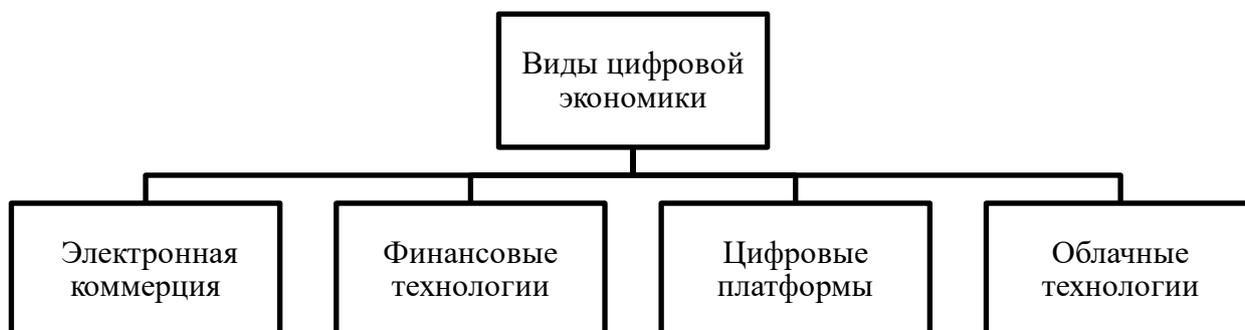 Виды цифровой
экономики
Электронная
коммерция
Финансовые
технологии
Цифровые
платформы
Облачные
технологии